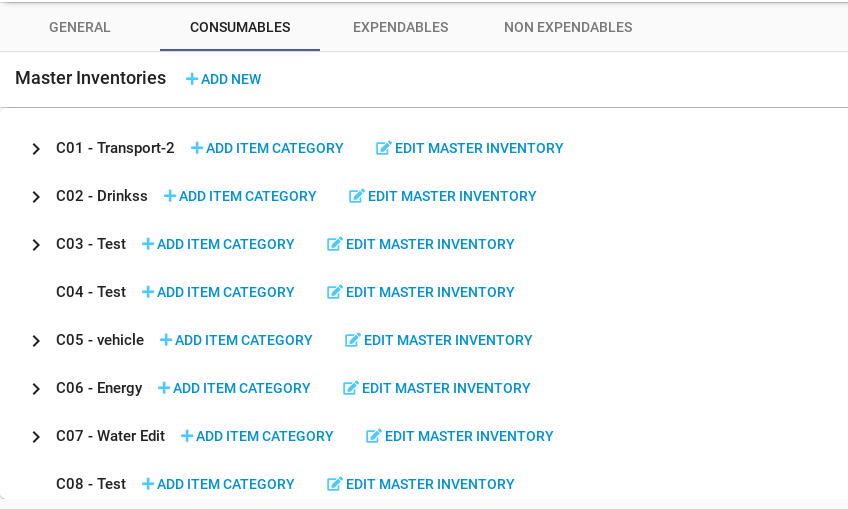 GENERAL CONSUMABLES EXPENDABLES NON EXPENDABLES
Master Inventories ADD NEW
C01 - Transport-2 ADD ITEM CATEGORY EDIT MASTER INVENTORY
C02 - Drinkss ADD ITEM CATEGORY EDIT MASTER INVENTORY
C03 - Test ADD ITEM CATEGORY EDIT MASTER INVENTORY
C04 - Test ADD ITEM CATEGORY EDIT MASTER INVENTORY
C05 - vehicle ADD ITEM CATEGORY EDIT MASTER INVENTORY
C06 - Energy ADD ITEM CATEGORY EDIT MASTER INVENTORY
C07 - Water Edit ADD ITEM CATEGORY EDIT MASTER INVENTORY
C08 - Test ADD ITEM CATEGORY EDIT MASTER INVENTORY